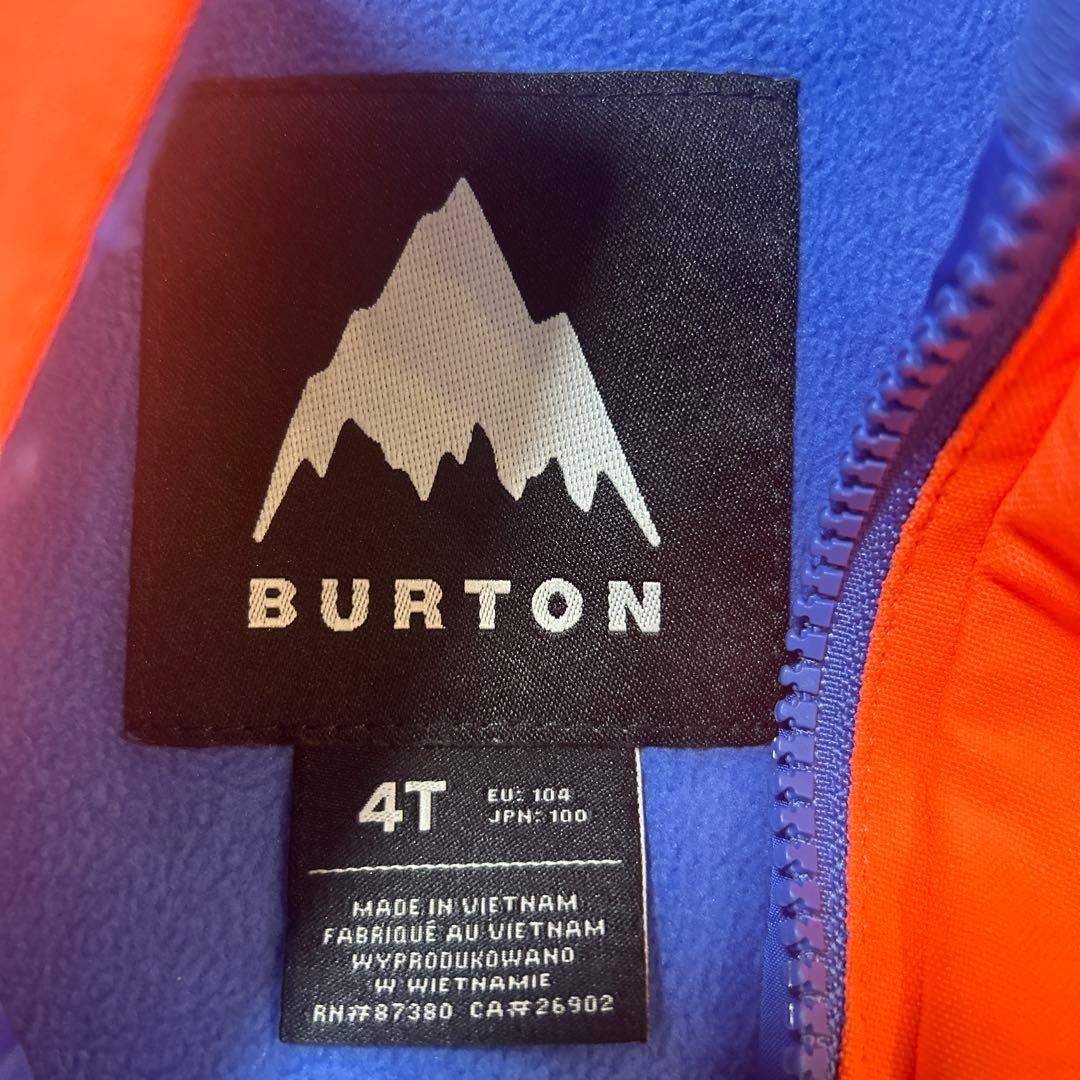 BURTON
4T
EU: 104
JPN: 100
MADE IN VIETNAM
FABRIQUÉ AU VIETNAM
WYPRODUKOWANO
W WIETNAMIE
RN#87380 CA#26902